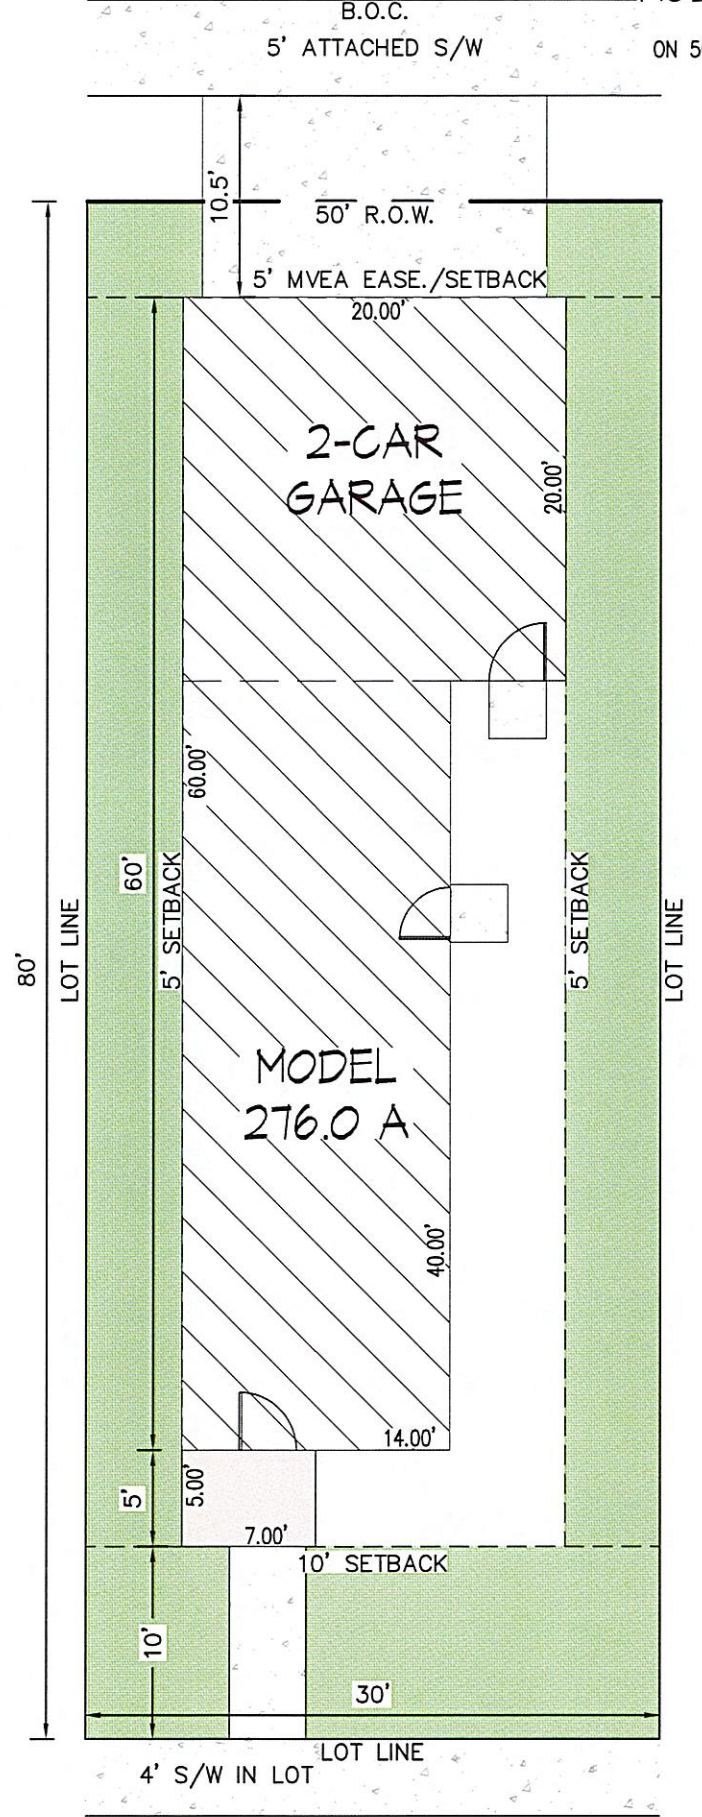 B.O.C.
5' ATTACHED S/W
ON 5
10.5'
50' R.O.W.
5' MVEA EASE./SETBACK
20.00'
2-CAR
GARAGE
20.00'
60.00'
60'
5' SETBACK
5' SETBACK
LOT LINE
LOT LINE
80'
MODEL
276.0 A
40.00'
14.00'
5'
5.00'
7.00'
10' SETBACK
10'
30'
LOT LINE
4' S/W IN LOT